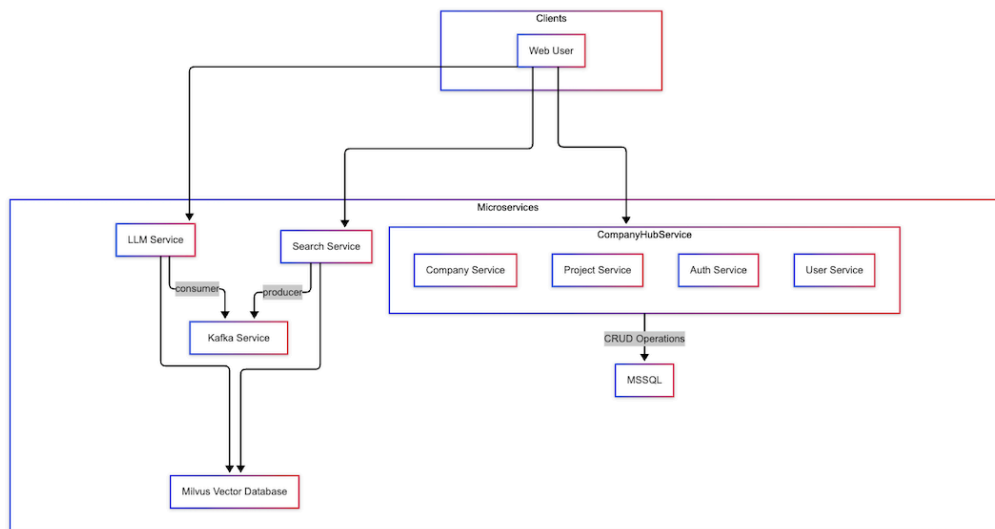 Clients
Web User
Microservices
LLM Service
Search Service
CompanyHubService
Company Service
Project Service
Auth Service
User Service
consumer
producer
Kafka Service
CRUD Operations
MSSQL
Milvus Vector Database